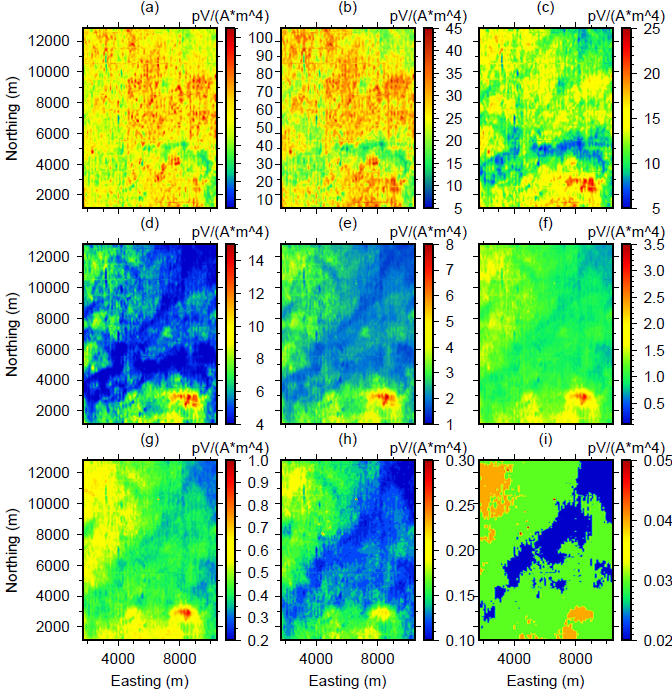 (a) (b) (c)
pV/(A*m^4) pV/(A*m^4) pV/(A*m^4)
12000 100 45 25
10000 90 40
8000 80 35 20
Northing (m) 70 30
6000 60 25 15
50 20
4000 40 15 10
30 10
2000 20 5 5
10
(d) (e) (f)
pV/(A*m^4) pV/(A*m^4) pV/(A*m^4)
12000 14 8 3.5
10000 12 7 3.0
8000 10 6 2.5
Northing (m) 5 2.0
6000 8 4 1.5
4000 6 3 1.0
2000 4 2 0.5
1
(g) (h) (i)
pV/(A*m^4) pV/(A*m^4) pV/(A*m^4)
12000 1.0 0.30 0.05
10000 0.9 0.25
8000 0.8 0.04
Northing (m) 0.7 0.20
6000 0.6
0.5 0.03
4000 0.4 0.15
2000 0.3
0.2 0.10 0.02
4000 8000 4000 8000 4000 8000
Easting (m) Easting (m) Easting (m)